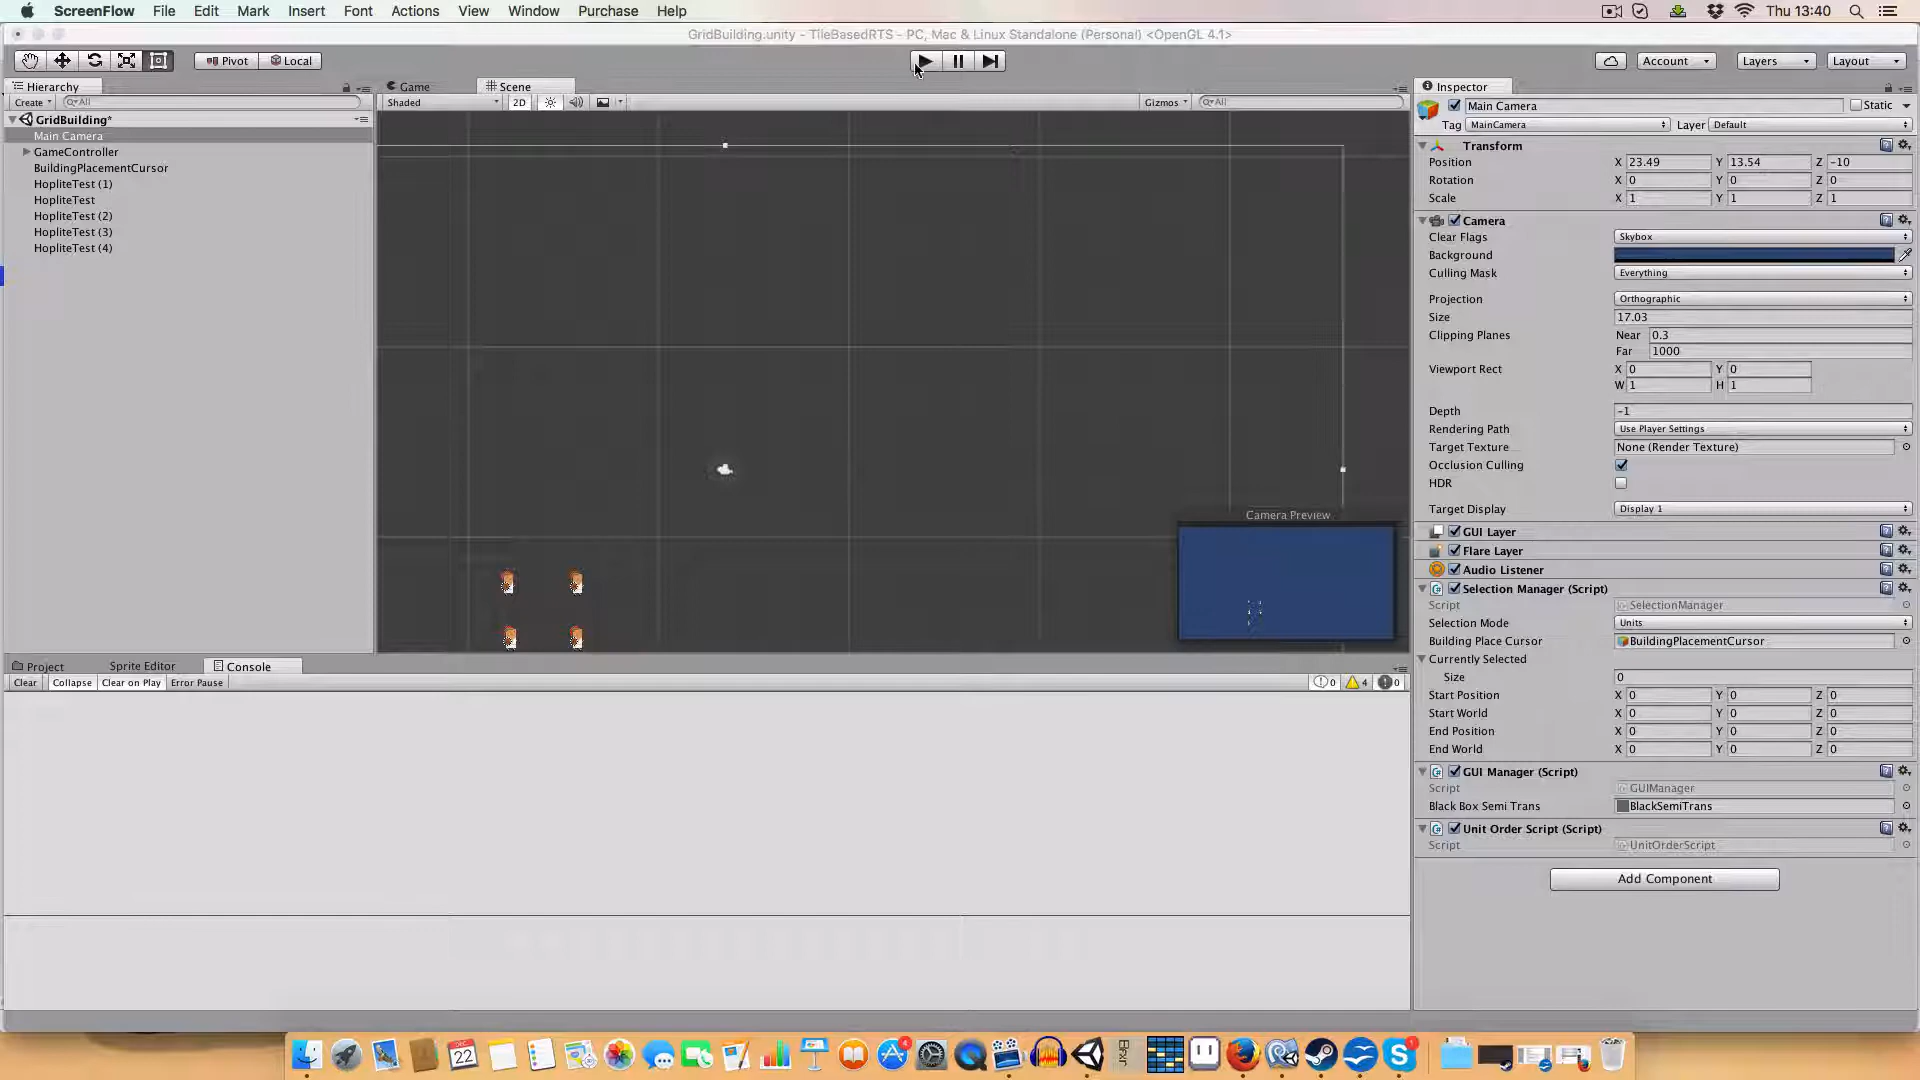 ScreenFlow File Edit Mark Insert Font Actions View Window Purchase Help Thu 13:40
GridBuilding.unity - TileBasedRTS - PC, Mac & Linux Standalone (Personal) <OpenGL 4.1>
Pivot Local Account Layers Layout
Hierarchy Game Scene Inspector
Create All Shaded 2D Gizmos All
Main Camera Static
GridBuilding*
Tag MainCamera Layer Default
Main Camera
GameController
BuildingPlacementCursor
HopliteTest (1)
HopliteTest
HopliteTest (2)
HopliteTest (3)
HopliteTest (4)
Camera Preview
Transform
Position X 23.49 Y 13.54 Z -10
Rotation X 0 Y 0 Z 0
Scale X 1 Y 1 Z 1
Camera
Clear Flags Skybox
Background
Culling Mask Everything
Projection Orthographic
Size 17.03
Clipping Planes Near 0.3
Far 1000
Viewport Rect X 0 Y 0
W 1 H 1
Depth -1
Rendering Path Use Player Settings
Target Texture None (Render Texture)
Occlusion Culling
HDR
Target Display Display 1
GUI Layer
Flare Layer
Audio Listener
Selection Manager (Script)
Script SelectionManager
Selection Mode Units
Building Place Cursor BuildingPlacementCursor
Currently Selected
Size 0
Start Position X 0 Y 0 Z 0
Start World X 0 Y 0 Z 0
End Position X 0 Y 0 Z 0
End World X 0 Y 0 Z 0
GUI Manager (Script)
Script GUIManager
Black Box Semi Trans BlackSemiTrans
Unit Order Script (Script)
Script UnitOrderScript
Add Component
Project Sprite Editor Console
Clear Collapse Clear on Play Error Pause 0 4 0
22